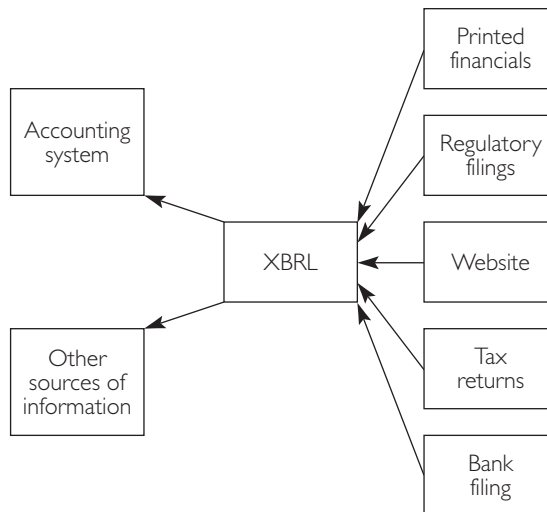 Printed
financials
Accounting
system
Regulatory
filings
XBRL
Website
Other
sources of
information
Tax
returns
Bank
filing